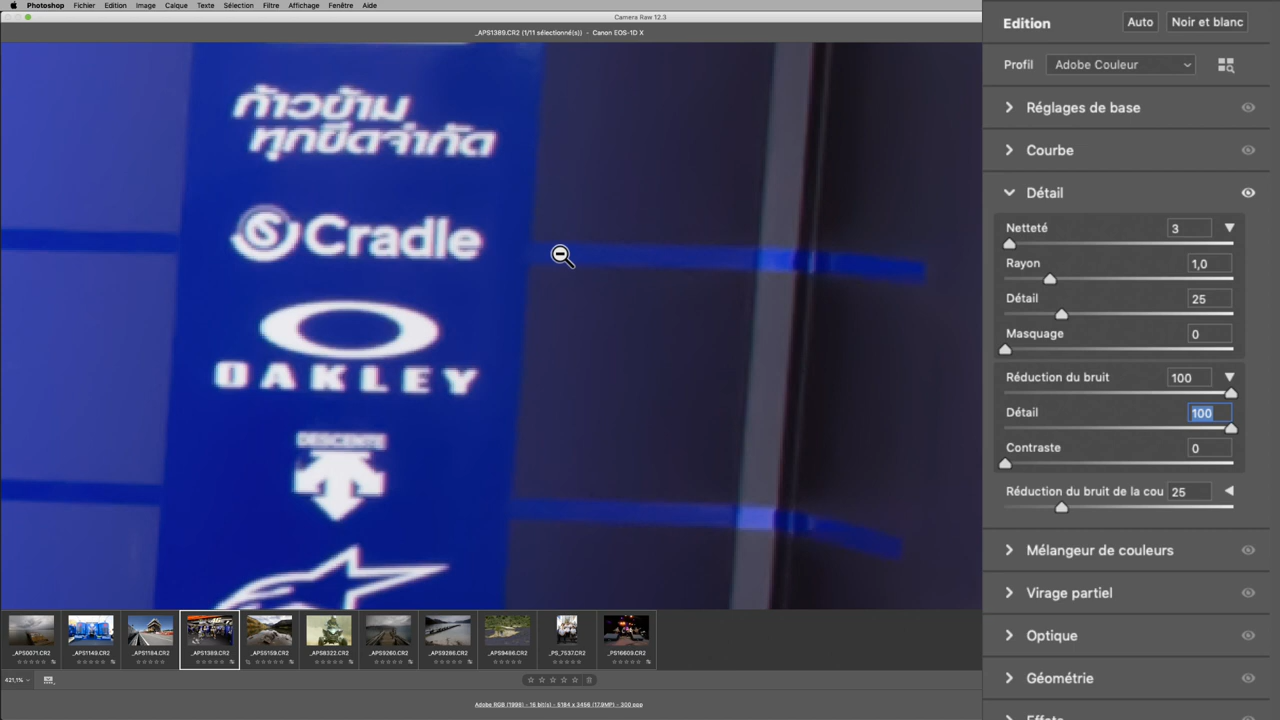 Photoshop Fichier Edition Image Calque Texte Sélection Filtre Affichage Fenêtre Aide
Camera Raw 12.3
_APS1389.CR2 (1/11 sélectionné(s)) - Canon EOS-1D X
ก้าวข้าม
ทุกขีดจำกัด
S Cradle
OAKLEY
DESCENTE
_APS0071.CR2 _APS1149.CR2 _APS1184.CR2 _APS1389.CR2 _APS5159.CR2 _APS8322.CR2 _APS9260.CR2 _APS9286.CR2 _APS9496.CR2 _PS_7537.CR2 _PS16609.CR2
421,1%
Adobe RGB (1998) - 16 bit(s) - 5184 x 3456 (17,9MP) - 300 ppp
Edition Auto Noir et blanc
Profil Adobe Couleur
Réglages de base
Courbe
Détail
Netteté 3
Rayon 1,0
Détail 25
Masquage 0
Réduction du bruit 100
Détail 100
Contraste 0
Réduction du bruit de la cou 25
Mélangeur de couleurs
Virage partiel
Optique
Géométrie
Effets